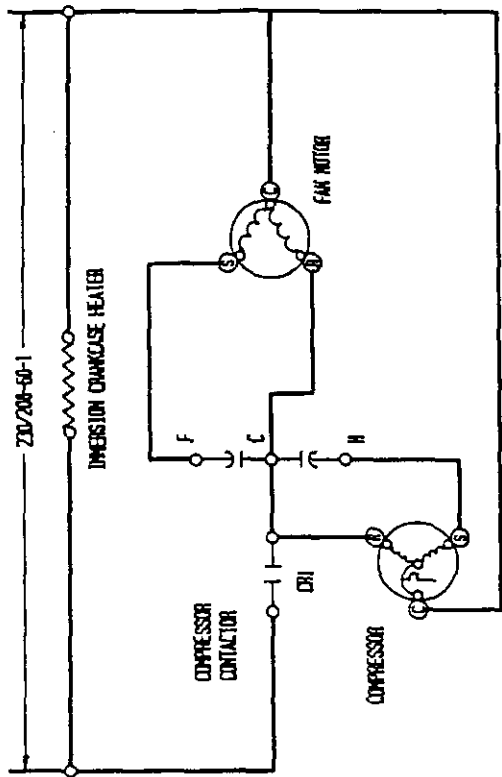 230/208-60-1
IMMERSION CRANKCASE HEATER
FAN MOTOR
C
S
R
F
C
H
COMPRESSOR
CONTACTOR
CR1
R
S
C
COMPRESSOR